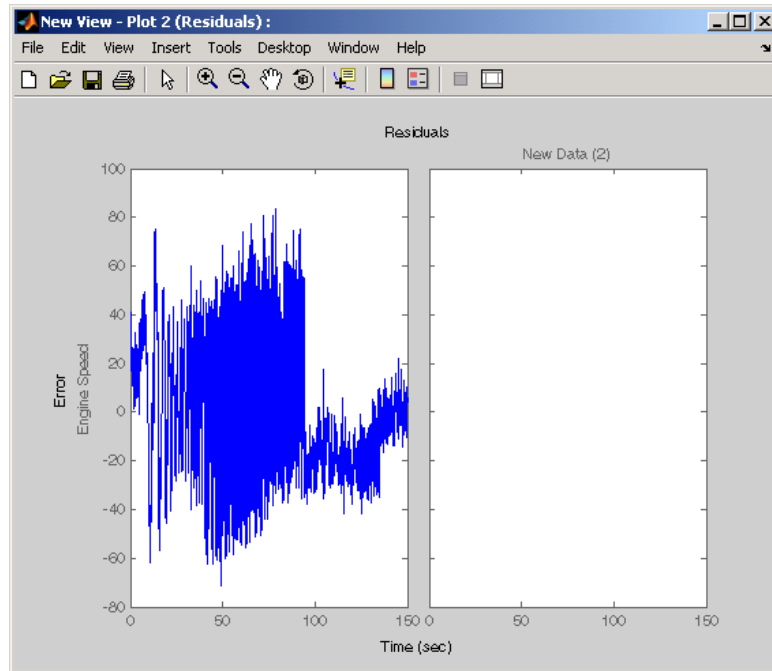 New View - Plot 2 (Residuals) :
File Edit View Insert Tools Desktop Window Help
Residuals
New Data (2)
100
80
60
40
20
0
-20
-40
-60
-80
Error
Engine Speed
0 50 100 150 0 50 100 150
Time (sec)